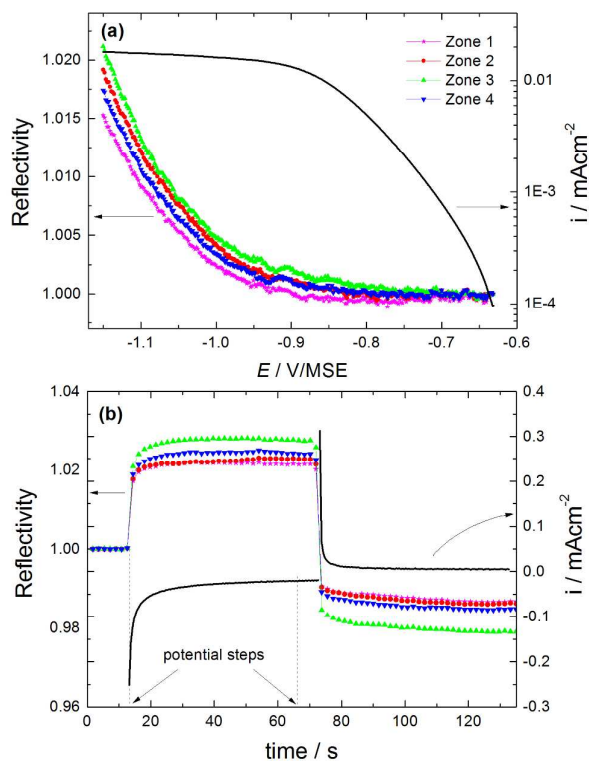 (a)
Zone 1
Zone 2
Zone 3
Zone 4
1.020
1.015
1.010
1.005
1.000
Reflectivity
0.01
1E-3
1E-4
i / mAcm-2
-1.1 -1.0 -0.9 -0.8 -0.7 -0.6
E / V/MSE
(b)
1.04
1.02
1.00
0.98
0.96
Reflectivity
0.4
0.3
0.2
0.1
0.0
-0.1
-0.2
-0.3
i / mAcm-2
potential steps
0 20 40 60 80 100 120
time / s